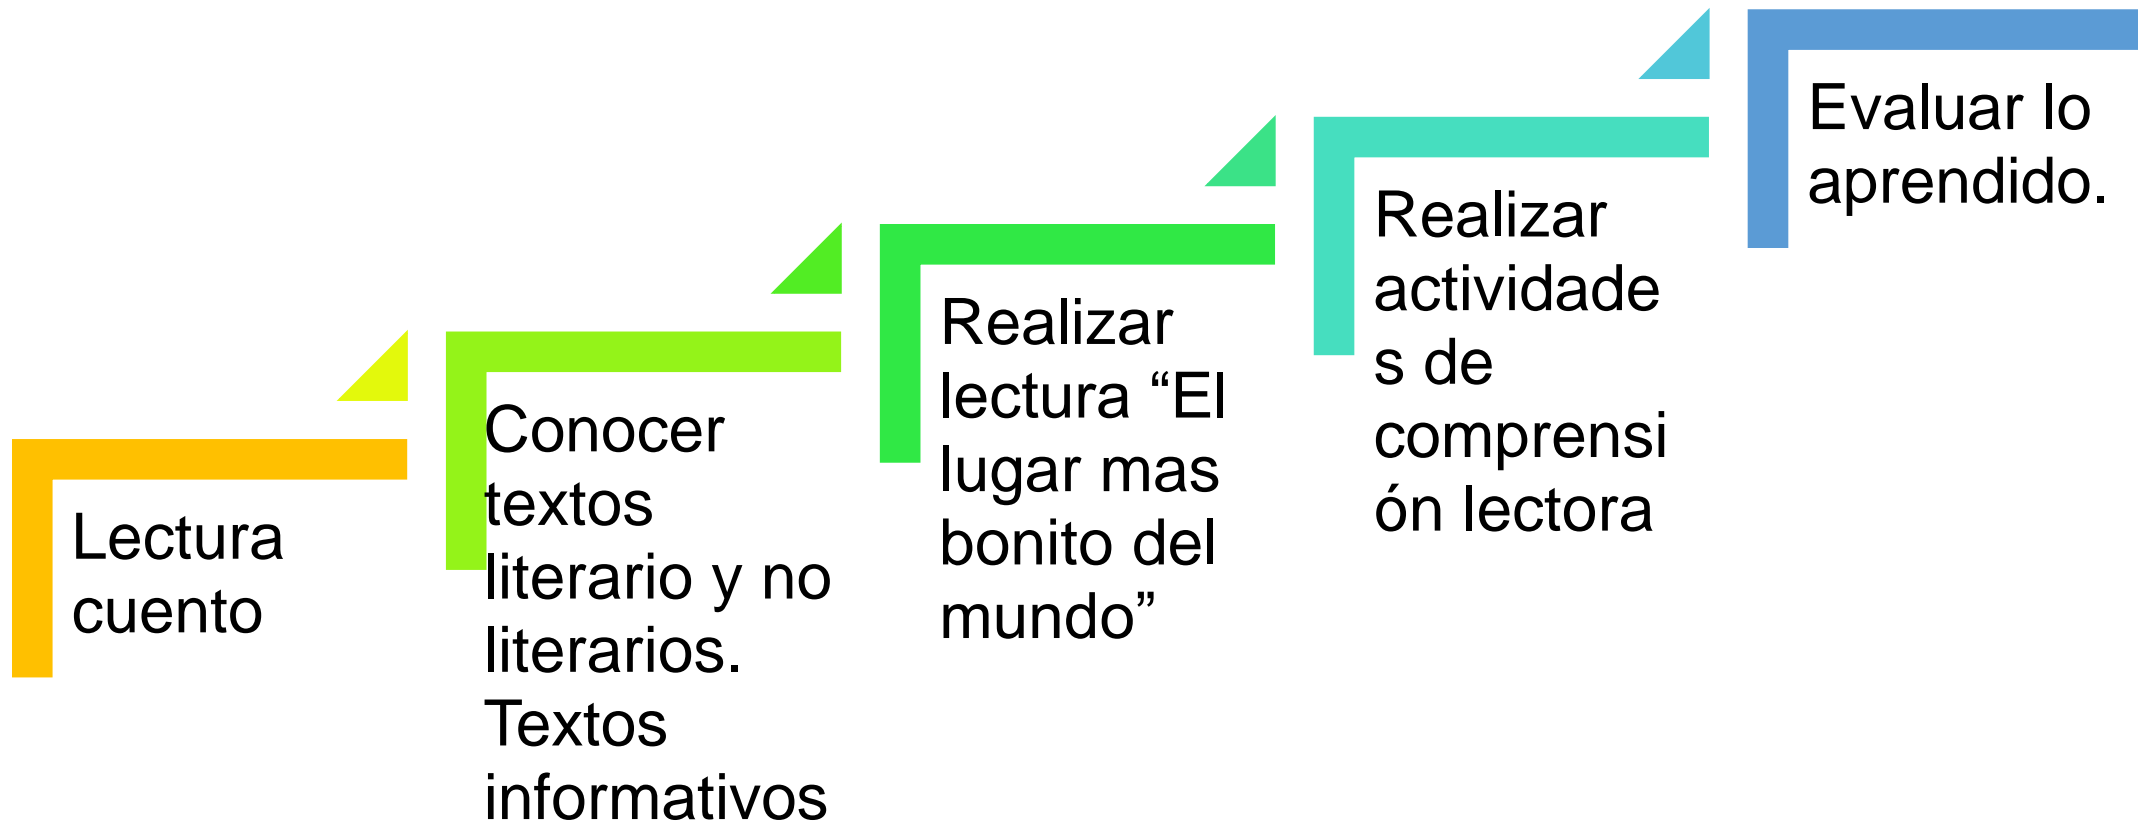 Lectura
cuento
Conocer
textos
literario y no
literarios.
Textos
informativos
Realizar
lectura “El
lugar mas
bonito del
mundo”
Realizar
actividade
s de
comprensi
ón lectora
Evaluar lo
aprendido.